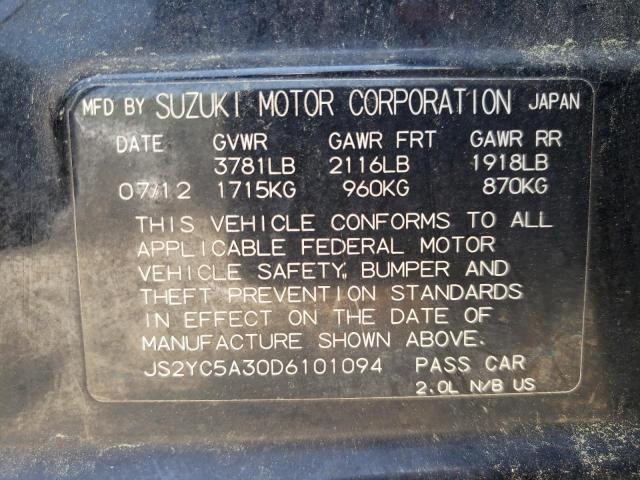 MFD BY SUZUKI MOTOR CORPORATION JAPAN
DATE GVWR GAWR FRT GAWR RR
3781LB 2116LB 1918LB
07/12 1715KG 960KG 870KG
THIS VEHICLE CONFORMS TO ALL
APPLICABLE FEDERAL MOTOR
VEHICLE SAFETY, BUMPER AND
THEFT PREVENTION STANDARDS
IN EFFECT ON THE DATE OF
MANUFACTURE SHOWN ABOVE.
JS2YC5A30D6101094 PASS CAR
2.0L N/B US